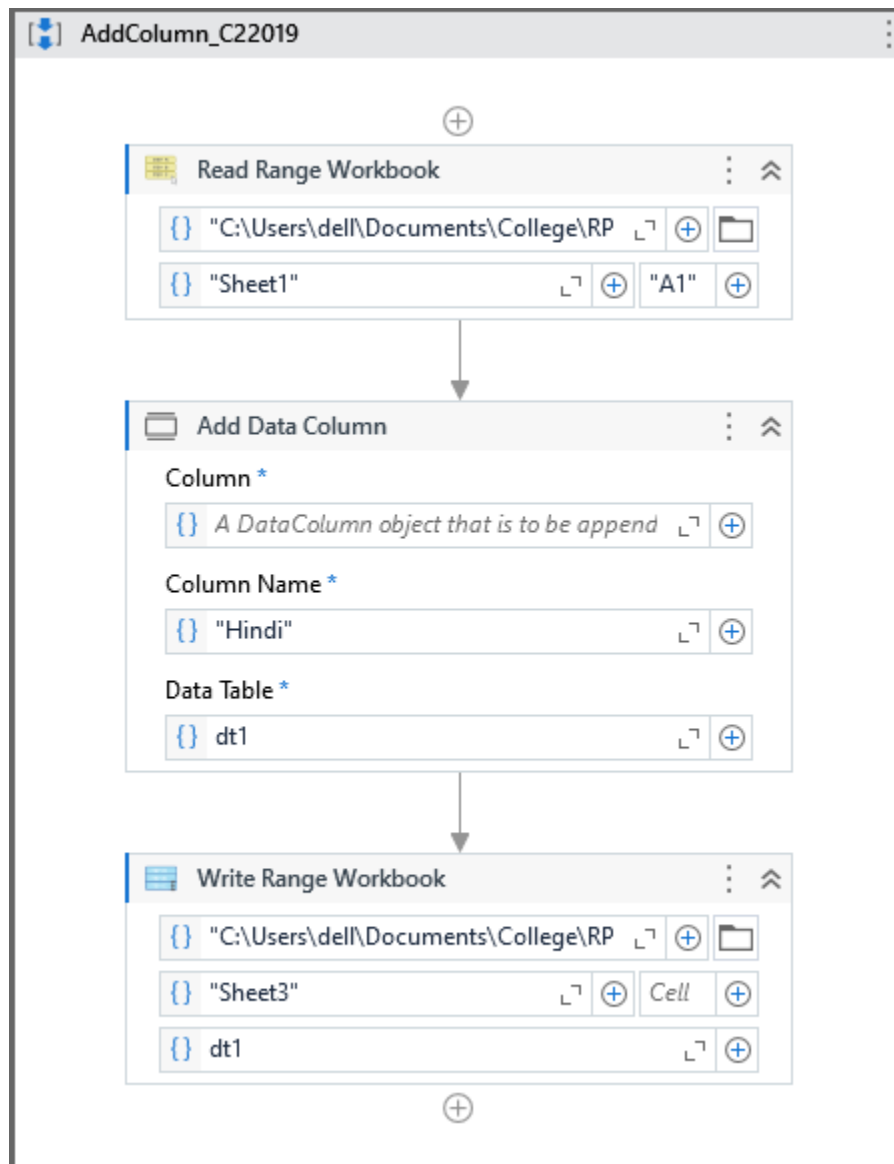 AddColumn_C22019
Read Range Workbook
"C:\Users\dell\Documents\College\RP
"Sheet1" "A1"
Add Data Column
Column *
A DataColumn object that is to be append
Column Name *
"Hindi"
Data Table *
dt1
Write Range Workbook
"C:\Users\dell\Documents\College\RP
"Sheet3" Cell
dt1